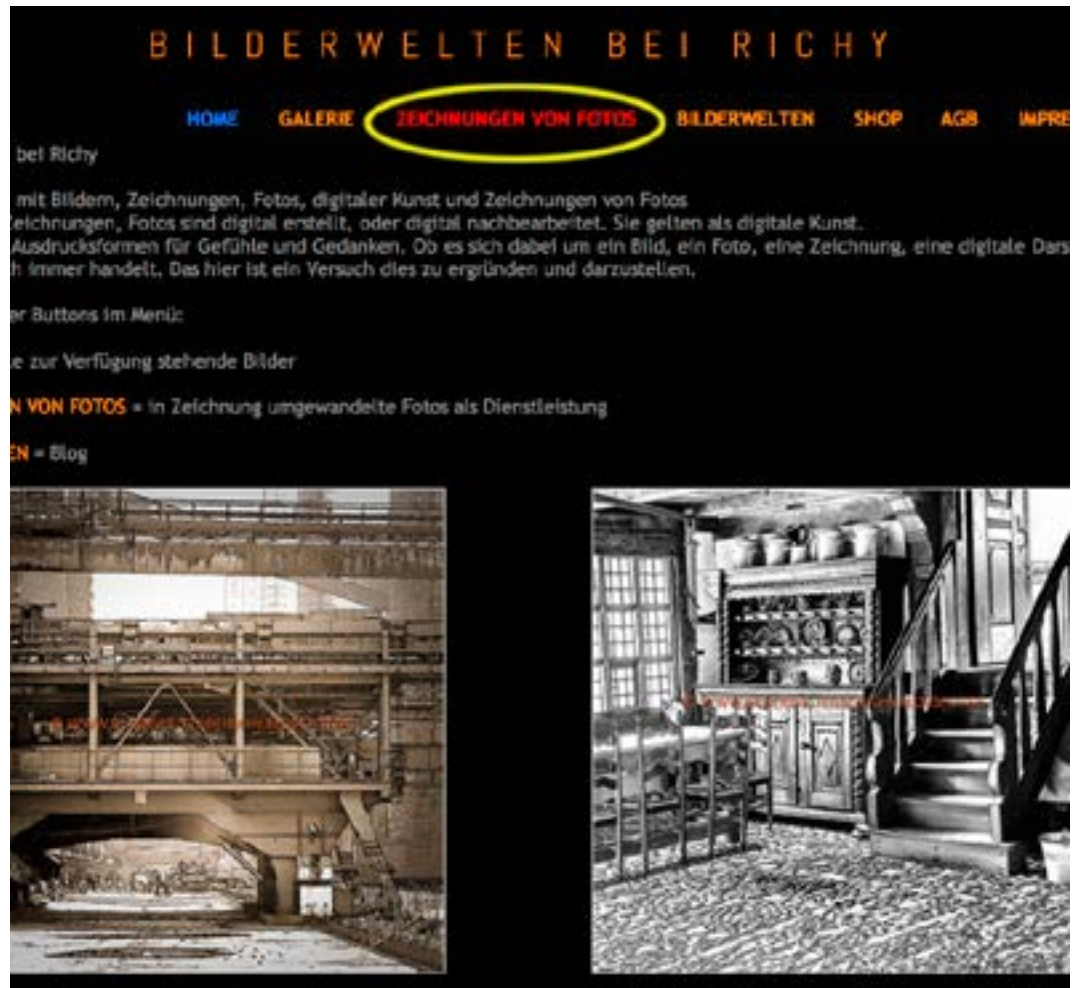 BILDERWELTEN BEI RICHY
HOME GALERIE ZEICHNUNGEN VON FOTOS BILDERWELTEN SHOP AGB IMPRE
bei Richy
mit Bildern, Zeichnungen, Fotos, digitaler Kunst und Zeichnungen von Fotos
Zeichnungen, Fotos sind digital erstellt, oder digital nachbearbeitet. Sie gelten als digitale Kunst.
Ausdrucksformen für Gefühle und Gedanken. Ob es sich dabei um ein Bild, ein Foto, eine Zeichnung, eine digitale Dars
h immer handelt. Das hier ist ein Versuch dies zu ergründen und darzustellen.
er Buttons im Menü:
le zur Verfügung stehende Bilder
N VON FOTOS = in Zeichnung umgewandelte Fotos als Dienstleistung
EN = Blog